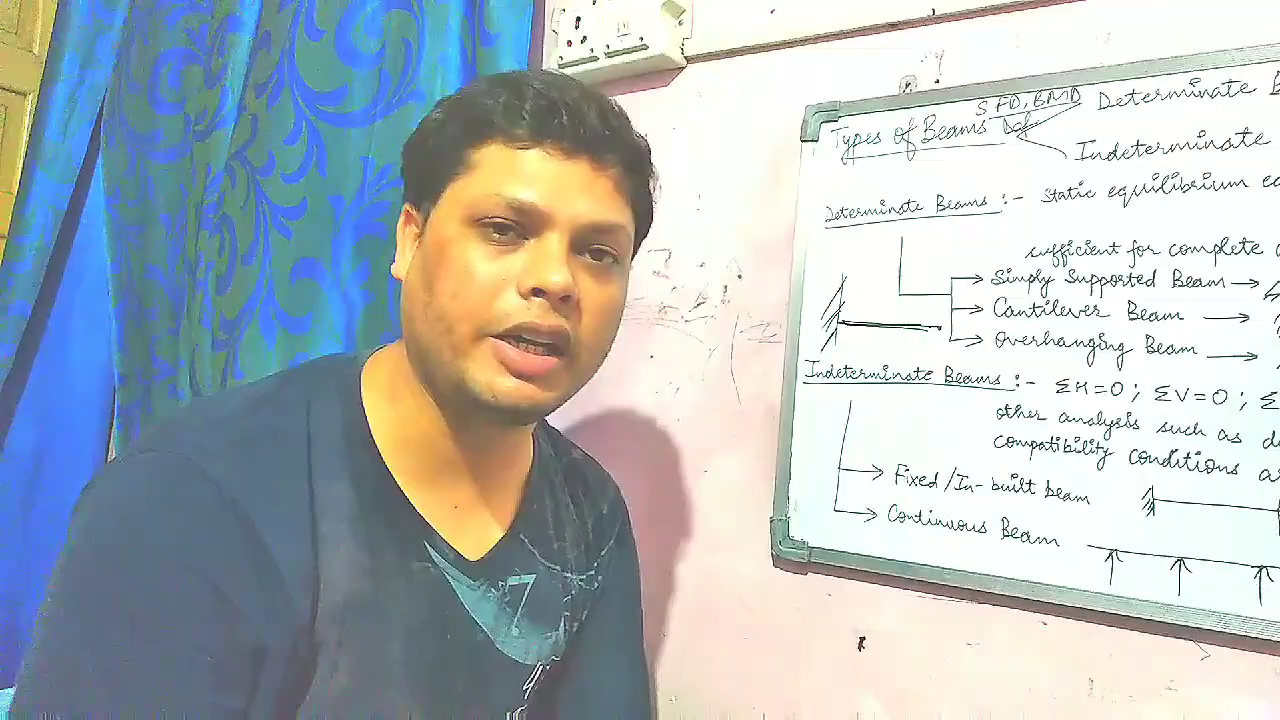 SFD, BMD
Types of Beams
Determinate B
Indeterminate
Determinate Beams :- Static equilibrium
sufficient for complete
Simply Supported Beam →
Cantilever Beam →
Overhanging Beam →
Indeterminate Beams :- ΣH=0 ; ΣV=0 ; Σ
other analysis such as d
compatibility conditions a
Fixed/In-built beam
Continuous Beam